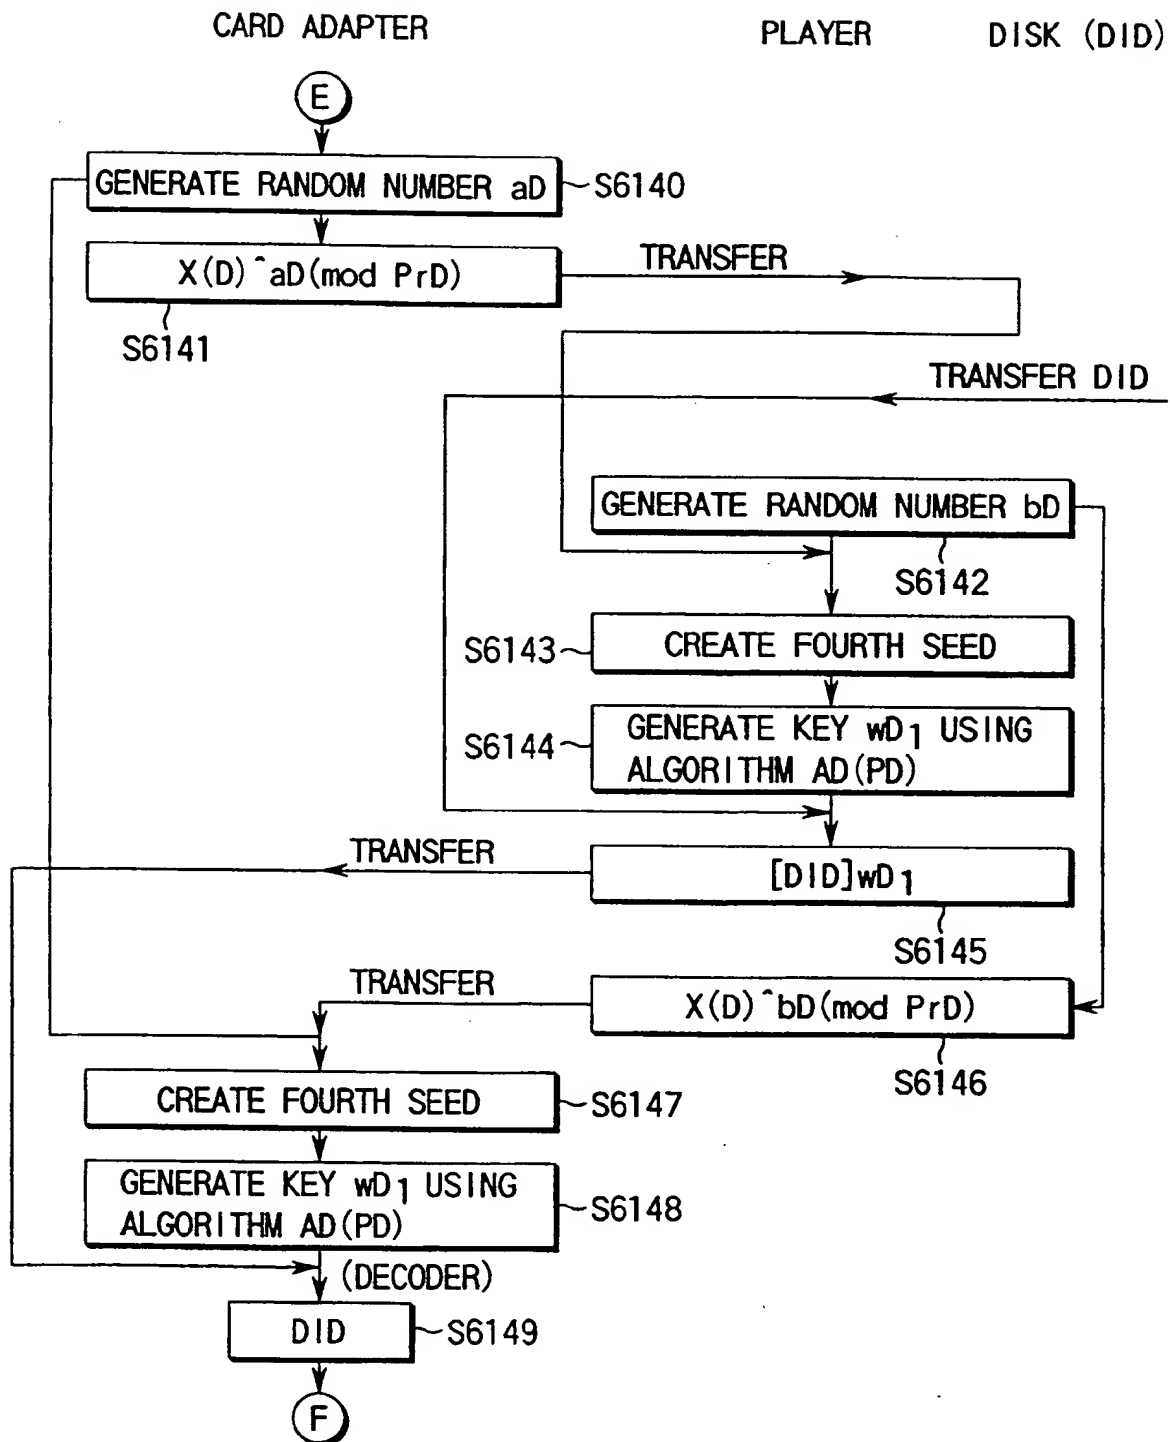 CARD ADAPTER
PLAYER
DISK (DID)
E
GENERATE RANDOM NUMBER aD
S6140
X(D)^aD(mod PrD)
TRANSFER
S6141
TRANSFER DID
GENERATE RANDOM NUMBER bD
S6142
S6143
CREATE FOURTH SEED
S6144
GENERATE KEY wD1 USING
ALGORITHM AD(PD)
TRANSFER
[DID]wD1
S6145
TRANSFER
X(D)^bD(mod PrD)
S6146
CREATE FOURTH SEED
S6147
GENERATE KEY wD1 USING
ALGORITHM AD(PD)
S6148
(DECODER)
DID
S6149
F